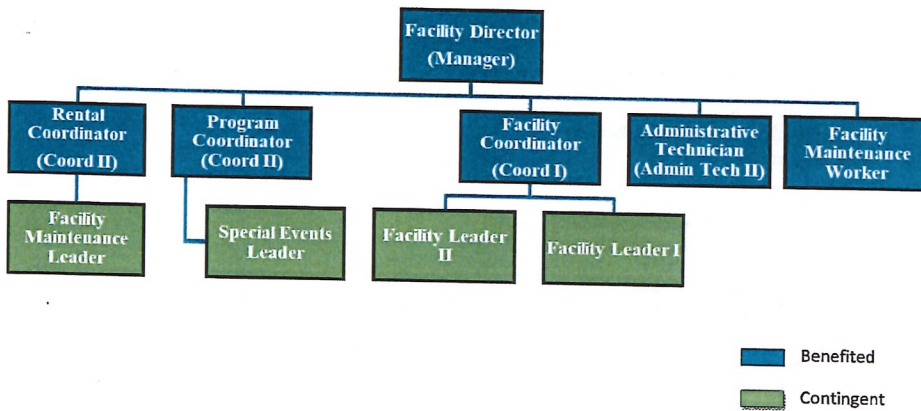 Facility Director
(Manager)
Rental
Coordinator
(Coord II)
Program
Coordinator
(Coord II)
Facility
Coordinator
(Coord I)
Administrative
Technician
(Admin Tech II)
Facility
Maintenance
Worker
Facility
Maintenance
Leader
Special Events
Leader
Facility Leader
II
Facility Leader I
Benefited
Contingent